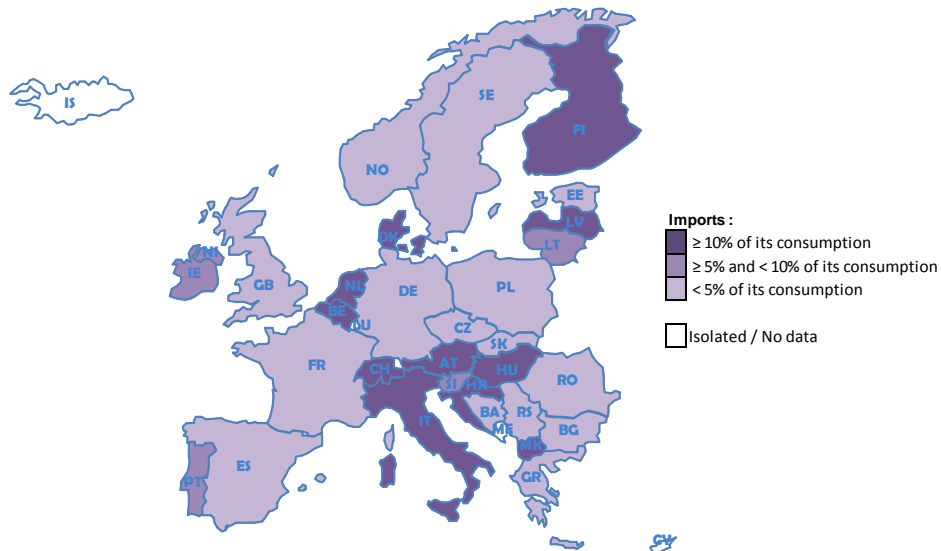 IS
SE
FI
NO
EE
LV
DK
LT
NI
IE
GB
NL
DE
PL
BE
LU
CZ
SK
FR
CH
AT
HU
RO
SI
HR
BA
RS
IT
ME
BG
MK
ES
PT
GR
CY
Imports :
≥ 10% of its consumption
≥ 5% and < 10% of its consumption
< 5% of its consumption
Isolated / No data